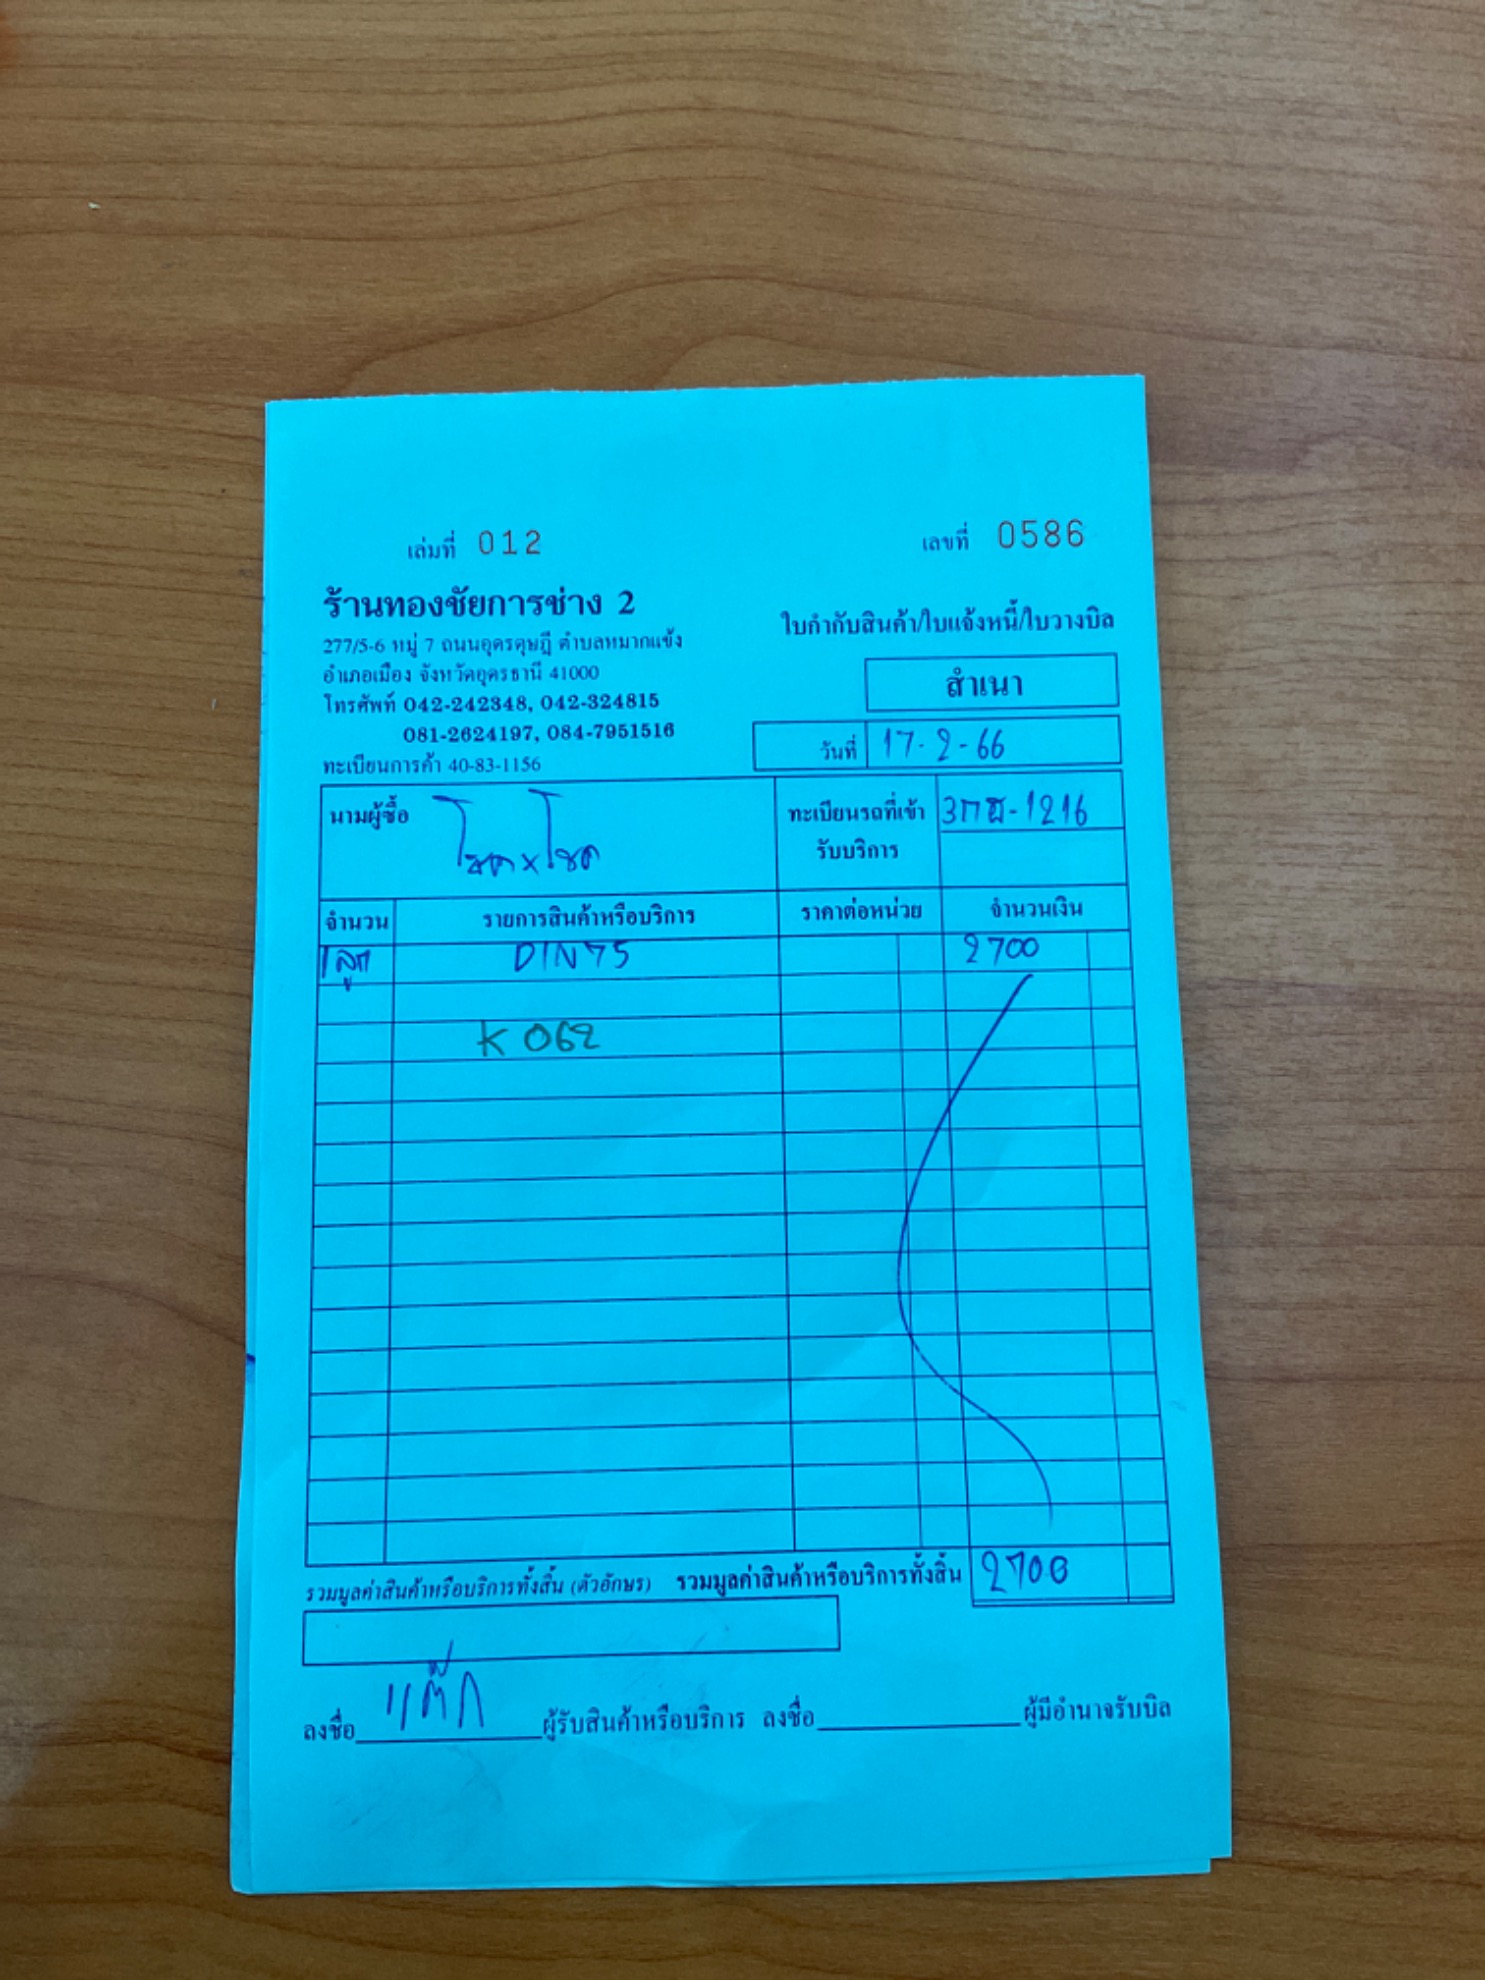 เล่มที่ 012 เลขที่ 0586
ร้านทองชัยการช่าง 2
277/5-6 หมู่ 7 ถนนอุดรดุษฎี ตำบลหมากแข้ง
อำเภอเมือง จังหวัดอุดรธานี 41000
โทรศัพท์ 042-242348, 042-324815
081-2624197, 084-7951516
ทะเบียนการค้า 40-83-1156
ใบกำกับสินค้า/ใบแจ้งหนี้/ใบวางบิล
สำเนา
วันที่ 17-2-66
นามผู้ซื้อ โชค x โชค
ทะเบียนรถที่เข้ารับบริการ -1216
จำนวน รายการสินค้าหรือบริการ ราคาต่อหน่วย จำนวนเงิน
1 ลูก DIN 75 2700
K 062
รวมมูลค่าสินค้าหรือบริการทั้งสิ้น (ตัวอักษร) รวมมูลค่าสินค้าหรือบริการทั้งสิ้น 2700
ลงชื่อ แต๊ก ผู้รับสินค้าหรือบริการ ลงชื่อ ผู้มีอำนาจรับบิล